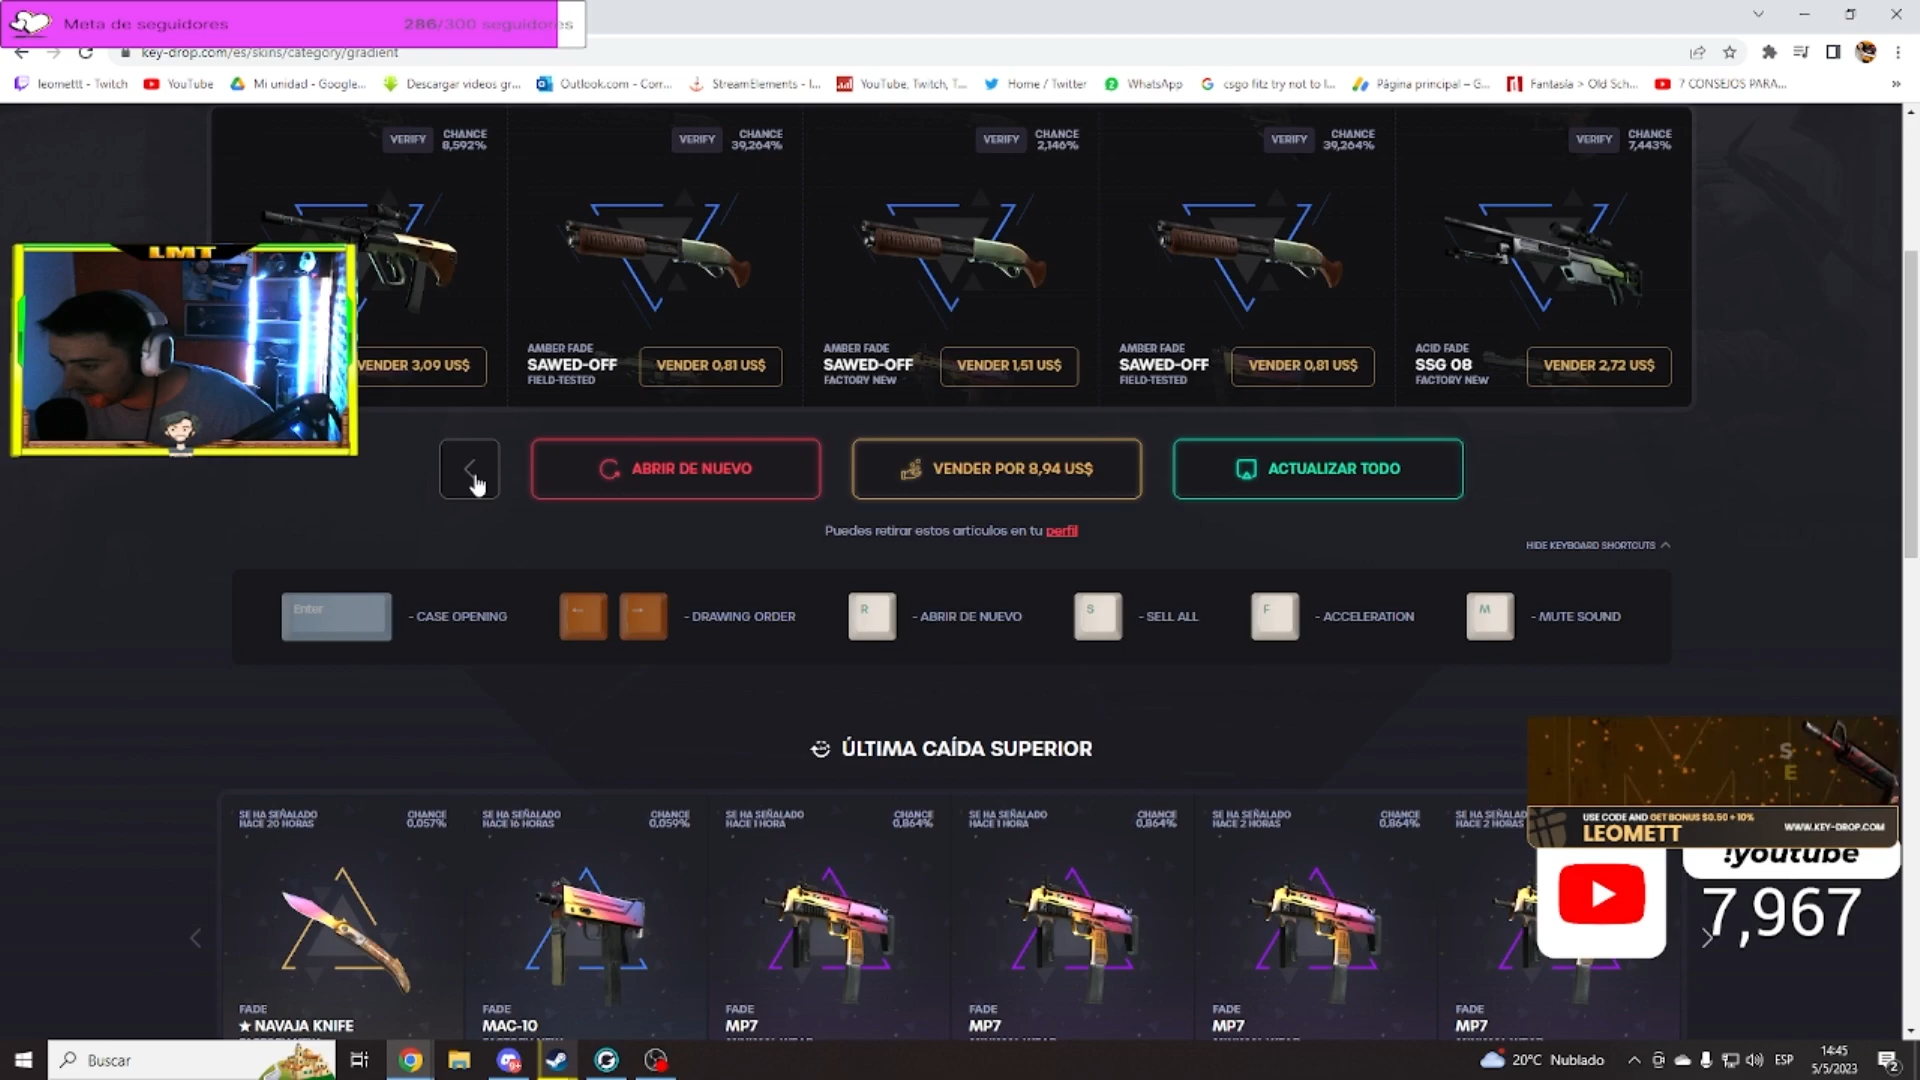 Meta de seguidores 286/300 seguidores
key-drop.com/es/skins/category/gradient
leomettt - Twitch YouTube Mi unidad - Google... Descargar videos gr... Outlook.com - Corr... StreamElements - l... YouTube, Twitch, T... Home / Twitter WhatsApp csgo fitz try not to l... Página principal – G... Fantasía > Old Sch... 7 CONSEJOS PARA... »
VERIFY CHANCE 8,592%
VERIFY CHANCE 39,264%
VERIFY CHANCE 2,146%
VERIFY CHANCE 39,264%
VERIFY CHANCE 7,443%
LMT
VENDER 3,09 US$
AMBER FADE
SAWED-OFF
FIELD-TESTED
VENDER 0,81 US$
AMBER FADE
SAWED-OFF
FACTORY NEW
VENDER 1,51 US$
AMBER FADE
SAWED-OFF
FIELD-TESTED
VENDER 0,81 US$
ACID FADE
SSG 08
FACTORY NEW
VENDER 2,72 US$
ABRIR DE NUEVO
VENDER POR 8,94 US$
ACTUALIZAR TODO
Puedes retirar estos artículos en tu perfil
HIDE KEYBOARD SHORTCUTS
Enter - CASE OPENING
← → - DRAWING ORDER
R - ABRIR DE NUEVO
S - SELL ALL
F - ACCELERATION
M - MUTE SOUND
ÚLTIMA CAÍDA SUPERIOR
SE HA SEÑALADO HACE 20 HORAS CHANCE 0,057%
SE HA SEÑALADO HACE 16 HORAS CHANCE 0,059%
SE HA SEÑALADO HACE 1 HORA CHANCE 0,864%
SE HA SEÑALADO HACE 1 HORA CHANCE 0,864%
SE HA SEÑALADO HACE 2 HORAS CHANCE 0,864%
SE HA SEÑALADO HACE 2 HORAS
S
E
USE CODE AND GET BONUS $0.50 + 10%
LEOMETT
WWW.KEY-DROP.COM
!youtube
7,967
FADE
★ NAVAJA KNIFE
FADE
MAC-10
FADE
MP7
FADE
MP7
FADE
MP7
FADE
MP7
Buscar
20°C Nublado
ESP
14:45
5/5/2023
2